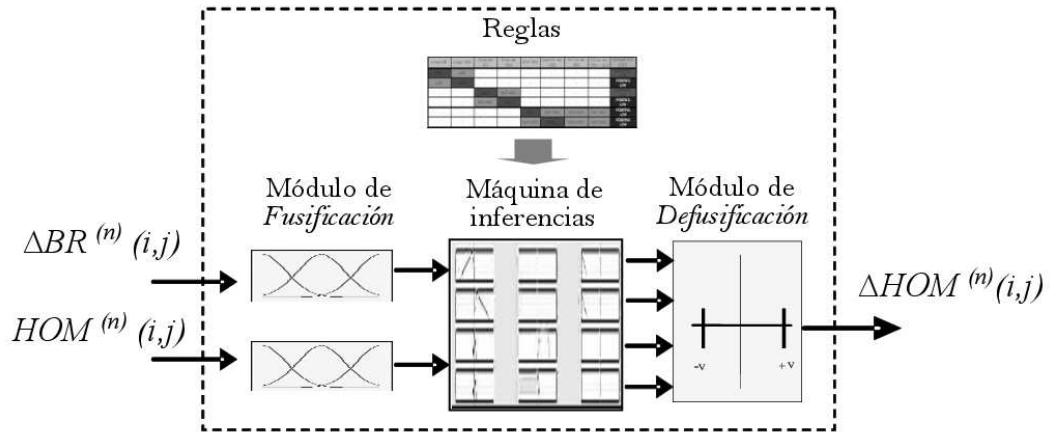 Reglas
Módulo de
Fusificación
Máquina de
inferencias
Módulo de
Defusificación
ΔBR (n) (i,j)
HOM (n) (i,j)
ΔHOM (n)(i,j)
-v
+v